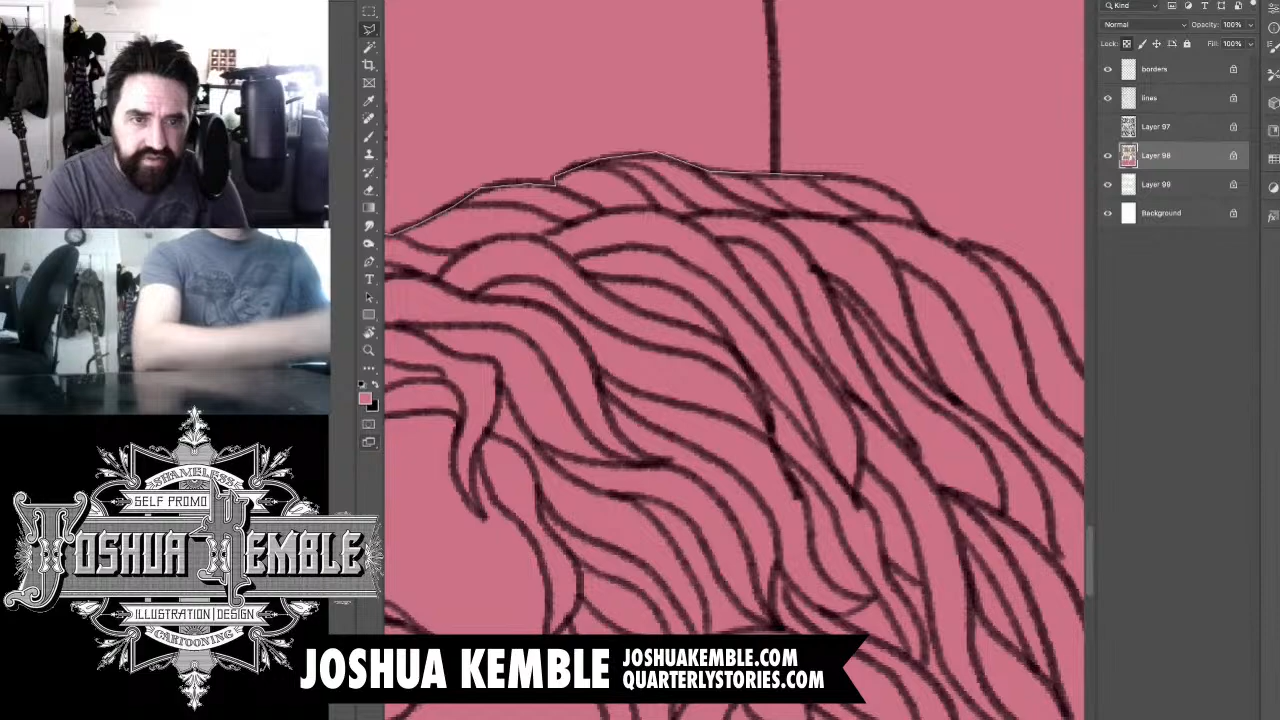 Kind
Normal
Opacity: 100%
Lock:
Fill: 100%
borders
lines
Layer 97
Layer 98
Layer 99
Background
SHAMELESS
SELF PROMO
JOSHUA KEMBLE
ILLUSTRATION|DESIGN
CARTOONING
JOSHUA KEMBLE
JOSHUAKEMBLE.COM
QUARTERLYSTORIES.COM